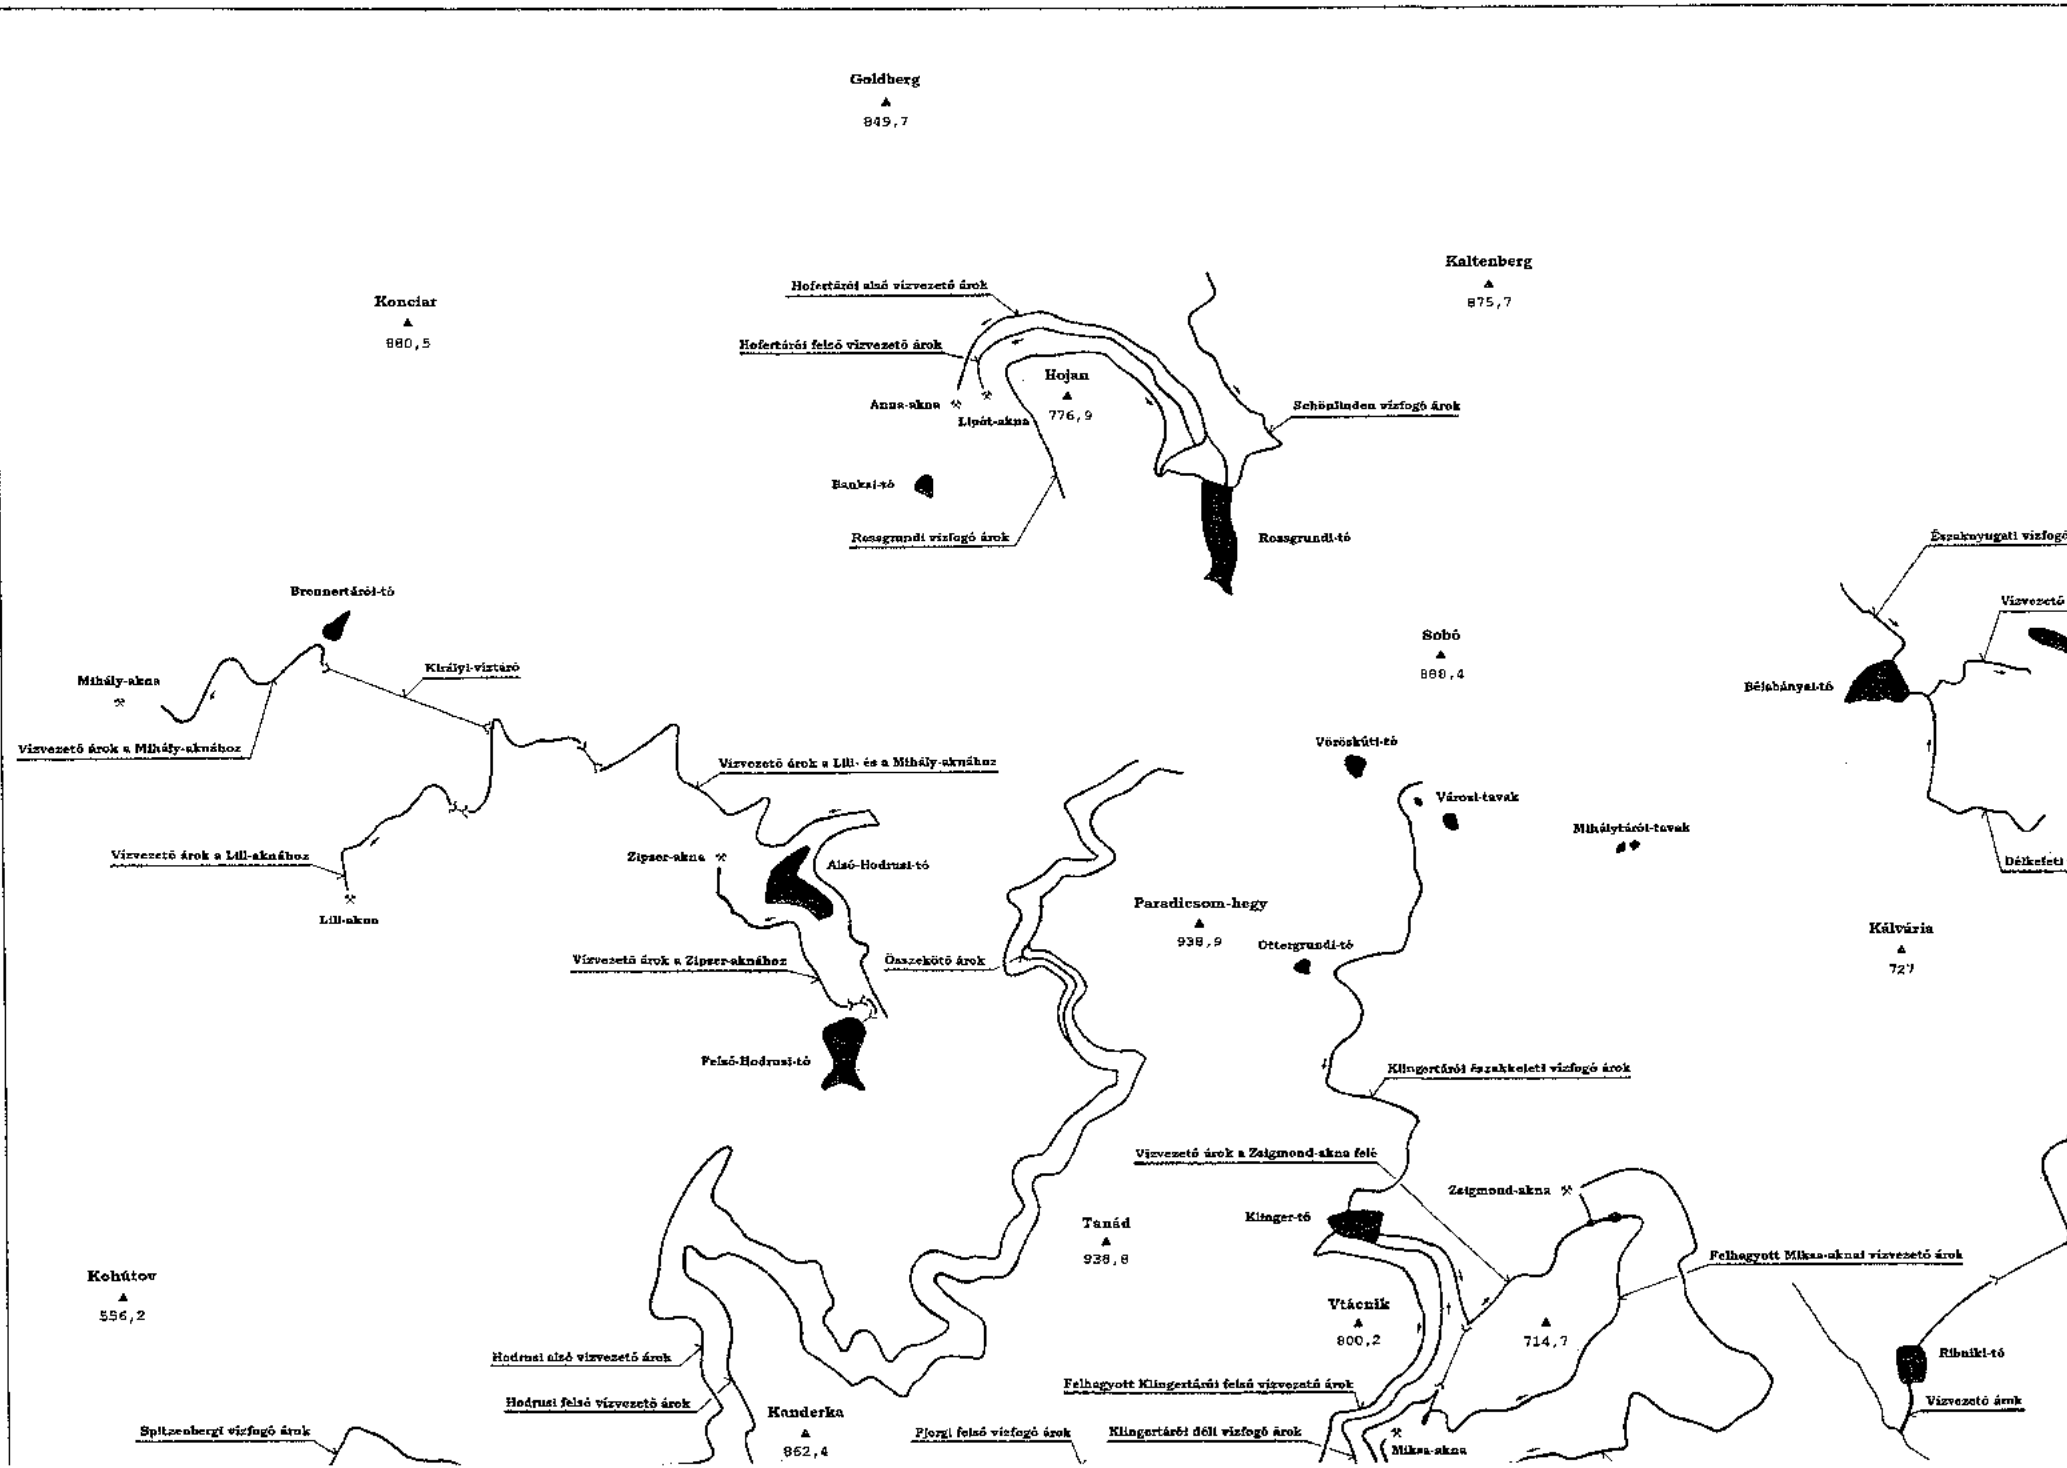 Goldberg
849,7
Kaltenberg
875,7
Hofertárói alsó vízvezető árok
Konciar
880,5
Hofertárói felső vízvezető árok
Hojan
776,9
Anna-akna
Lipót-akna
Schönlinden vízfogó árok
Bankai-tó
Rossgrundi vízfogó árok
Rossgrundi-tó
Északnyugati vízfogó
Bronnertárói-tó
Vízvezető
Sobó
888,4
Királyi-víztáró
Mihály-akna
Bélabányai-tó
Vízvezető árok a Mihály-aknához
Vöröskúti-tó
Vízvezető árok a Lill- és a Mihály-aknához
Városi-tavak
Mihálytárói-tavak
Vízvezető árok a Lill-aknához
Zipser-akna
Alsó-Hodrusi-tó
Délkeleti
Lill-akna
Paradicsom-hegy
938,9
Kálvária
727
Ottergrundi-tó
Vízvezető árok a Zipser-aknához
Összekötő árok
Felső-Hodrusi-tó
Klingertárói északkeleti vízfogó árok
Vízvezető árok a Zsigmond-akna felé
Zsigmond-akna
Klinger-tó
Tanád
938,8
Felhagyott Miksa-aknai vízvezető árok
Kohútov
556,2
Vtácnik
800,2
714,7
Ribniki-tó
Hodrusi alsó vízvezető árok
Felhagyott Klingertárói felső vízvezető árok
Hodrusi felső vízvezető árok
Vízvezető árok
Kanderka
862,4
Spitzenbergi vízfogó árok
Pjorgi felső vízfogó árok
Klingertárói déli vízfogó árok
Miksa-akna